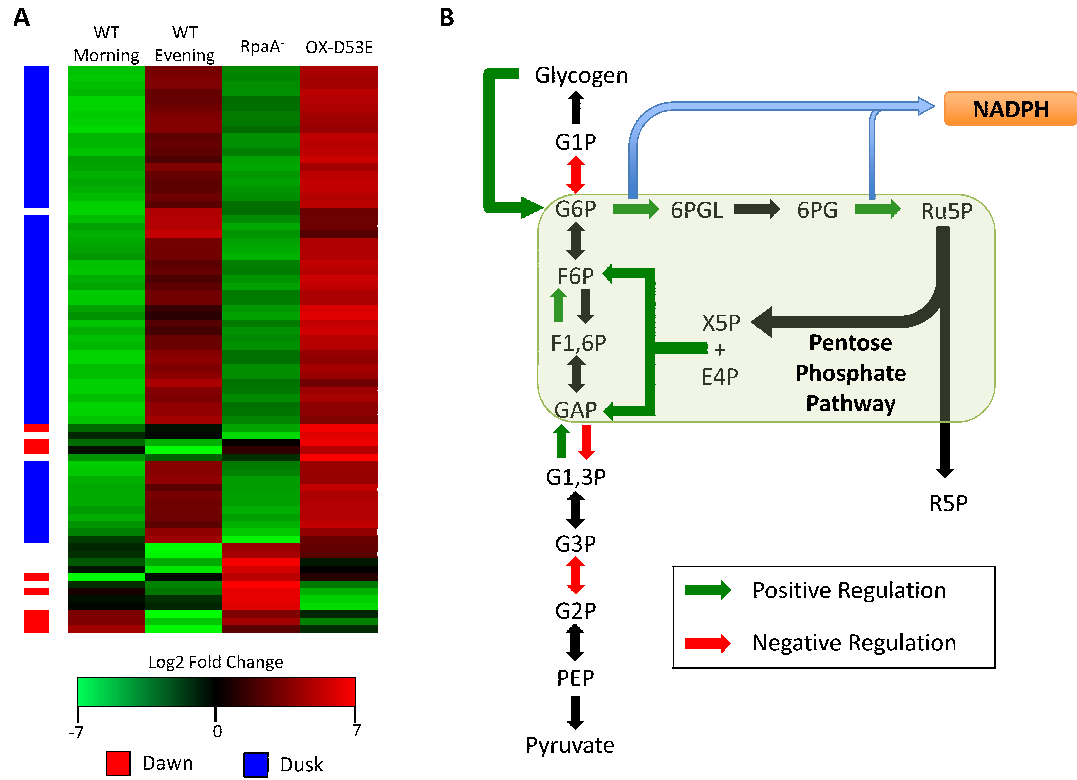 A
WT
Morning
WT
Evening
RpaA-
OX-D53E
Log2 Fold Change
-7
0
7
Dawn
Dusk
B
Glycogen
G1P
NADPH
G6P
6PGL
6PG
Ru5P
F6P
X5P
+
E4P
F1,6P
Pentose
Phosphate
Pathway
GAP
G1,3P
R5P
G3P
G2P
PEP
Pyruvate
Positive Regulation
Negative Regulation